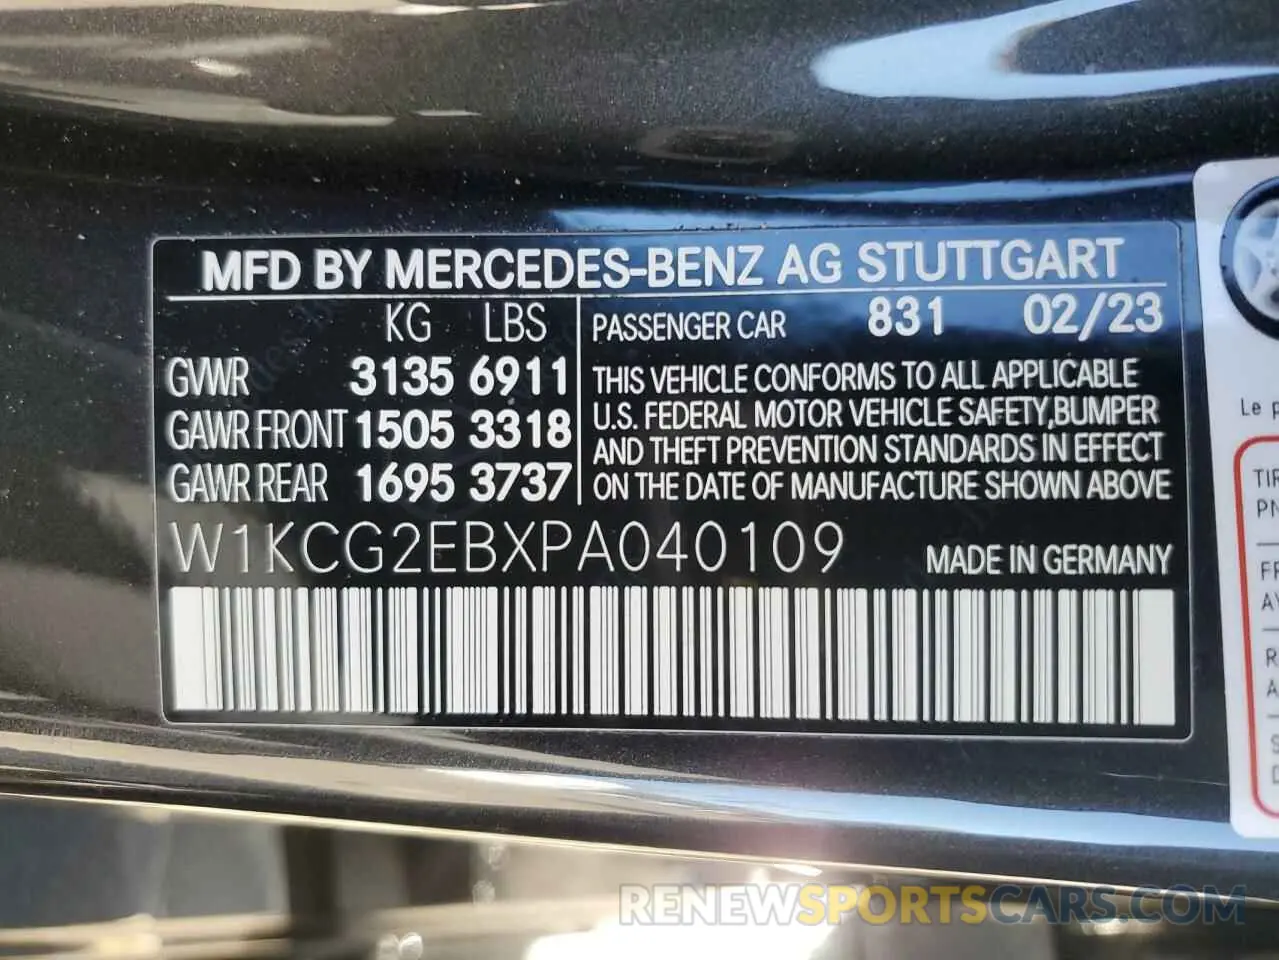 MFD BY MERCEDES-BENZ AG STUTTGART
KG LBS
GVWR 3135 6911
GAWR FRONT 1505 3318
GAWR REAR 1695 3737
PASSENGER CAR 831 02/23
THIS VEHICLE CONFORMS TO ALL APPLICABLE
U.S. FEDERAL MOTOR VEHICLE SAFETY,BUMPER
AND THEFT PREVENTION STANDARDS IN EFFECT
ON THE DATE OF MANUFACTURE SHOWN ABOVE
W1KCG2EBXPA040109
MADE IN GERMANY
Le
RENEWSPORTSCARS.COM